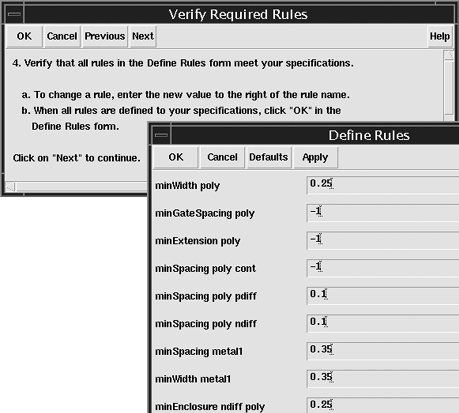 Verify Required Rules
OK Cancel Previous Next Help
4. Verify that all rules in the Define Rules form meet your specifications.
a. To change a rule, enter the new value to the right of the rule name.
b. When all rules are defined to your specifications, click "OK" in the
Define Rules form.
Click on "Next" to continue.
Define Rules
OK Cancel Defaults Apply
minWidth poly 0.25
minGateSpacing poly -1
minExtension poly -1
minSpacing poly cont -1
minSpacing poly pdiff 0.1
minSpacing poly ndiff 0.1
minSpacing metal1 0.35
minWidth metal1 0.35
minEnclosure ndiff poly 0.25